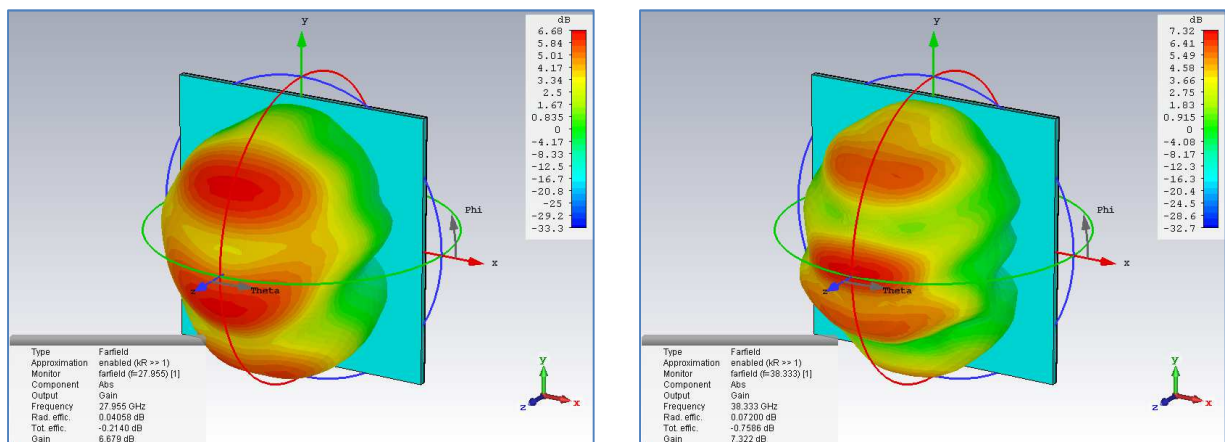 y
dB
6.68
5.84
5.01
4.17
3.34
2.5
1.67
0.835
0
-4.17
-8.33
-12.5
-16.7
-20.8
-25
-29.2
-33.3
Phi
x
z
Theta
Type Farfield
Approximation enabled (kR >> 1)
Monitor farfield (f=27.955) [1]
Component Abs
Output Gain
Frequency 27.955 GHz
Rad. effic. 0.04058 dB
Tot. effic. -0.2140 dB
Gain 6.679 dB
y
z
x
y
dB
7.32
6.41
5.49
4.58
3.66
2.75
1.83
0.915
0
-4.08
-8.17
-12.3
-16.3
-20.4
-24.5
-28.6
-32.7
Phi
x
z
Theta
Type Farfield
Approximation enabled (kR >> 1)
Monitor farfield (f=38.333) [1]
Component Abs
Output Gain
Frequency 38.333 GHz
Rad. effic. 0.07200 dB
Tot. effic. -0.7586 dB
Gain 7.322 dB
y
z
x